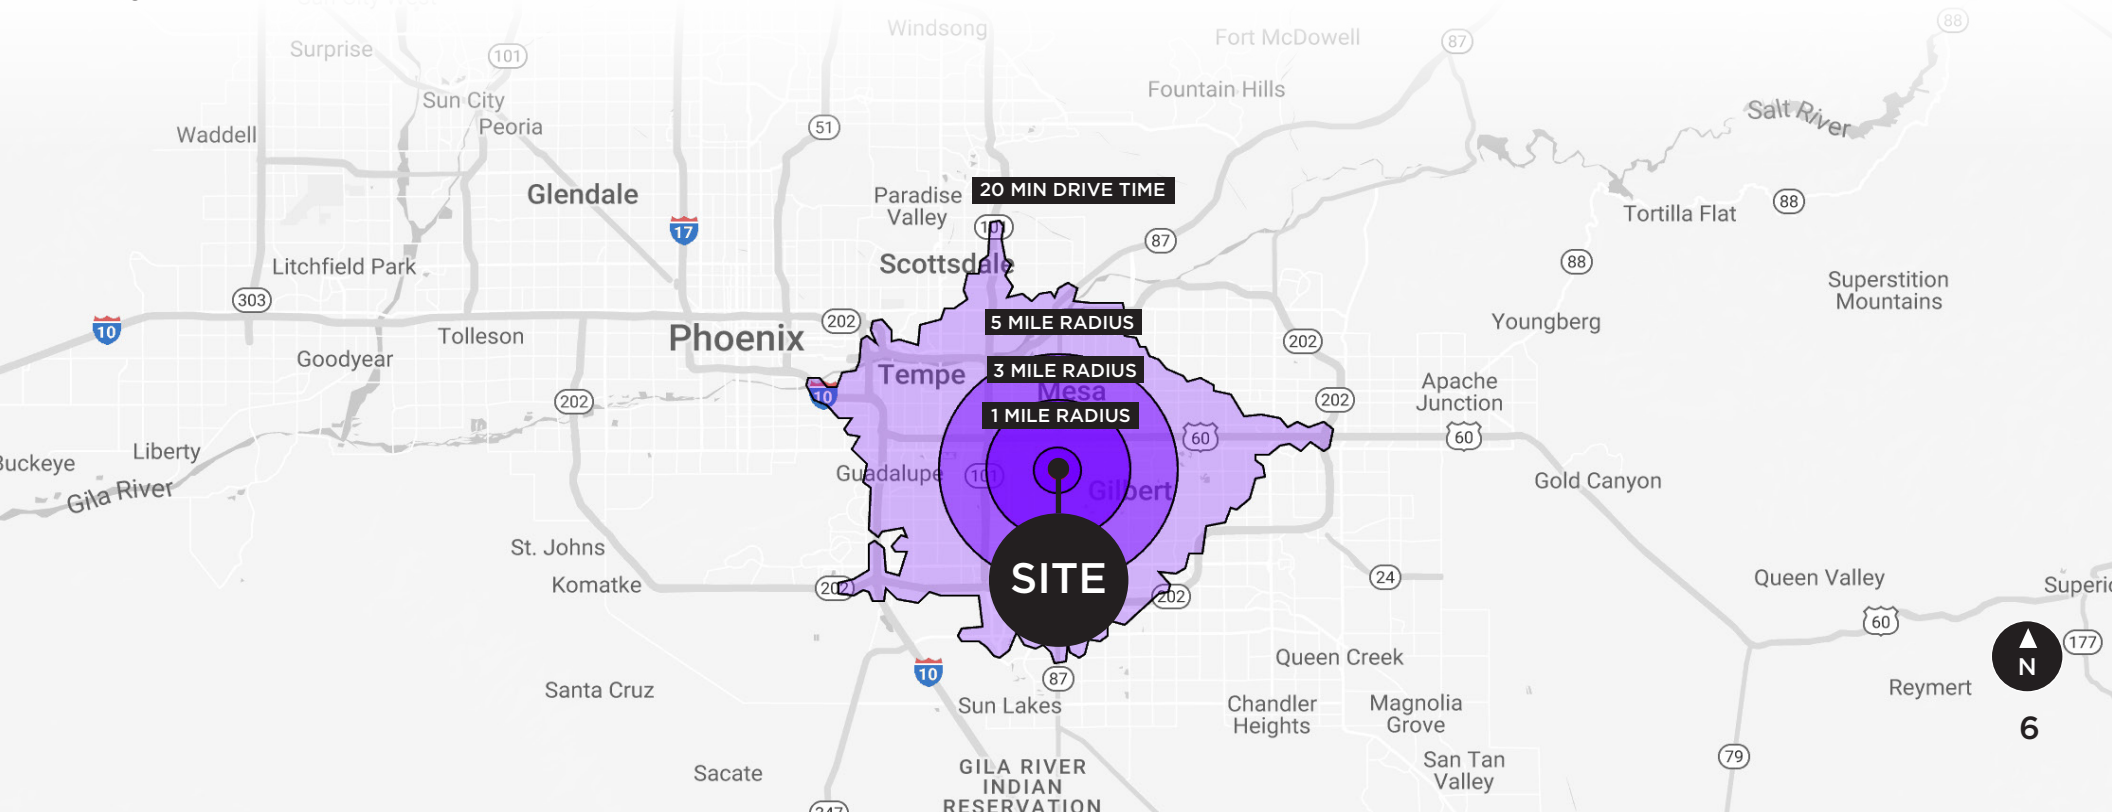 Windsong
Fort McDowell
87
88
Surprise
101
Fountain Hills
Sun City
Salt River
Waddell
Peoria
51
Glendale
Paradise
Valley
20 MIN DRIVE TIME
88
Tortilla Flat
17
101
87
Litchfield Park
Scottsdale
88
Superstition
Mountains
303
10
Tolleson
Phoenix
202
5 MILE RADIUS
Youngberg
202
Goodyear
Tempe
3 MILE RADIUS
Mesa
Apache
Junction
10
202
202
1 MILE RADIUS
60
60
Liberty
Buckeye
Guadalupe
101
Gilbert
Gold Canyon
Gila River
St. Johns
Komatke
202
SITE
202
24
Queen Valley
60
177
N
Queen Creek
10
87
Reymert
Santa Cruz
Sun Lakes
Chandler
Heights
Magnolia
Grove
6
79
Sacate
GILA RIVER
INDIAN
RESERVATION
San Tan
Valley